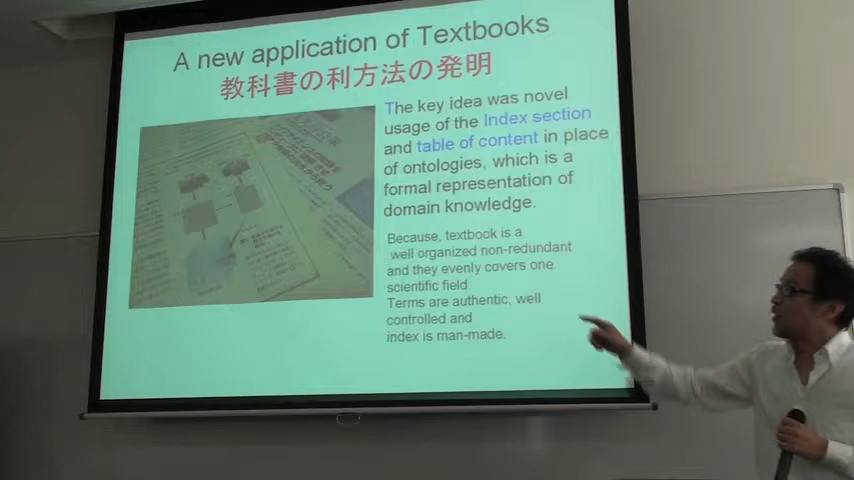 A new application of Textbooks
教科書の利方法の発明
The key idea was novel
usage of the Index section
and table of content in place
of ontologies, which is a
formal representation of
domain knowledge.
Because, textbook is a
well organized non-redundant
and they evenly covers one
scientific field
Terms are authentic, well
controlled and
index is man-made.